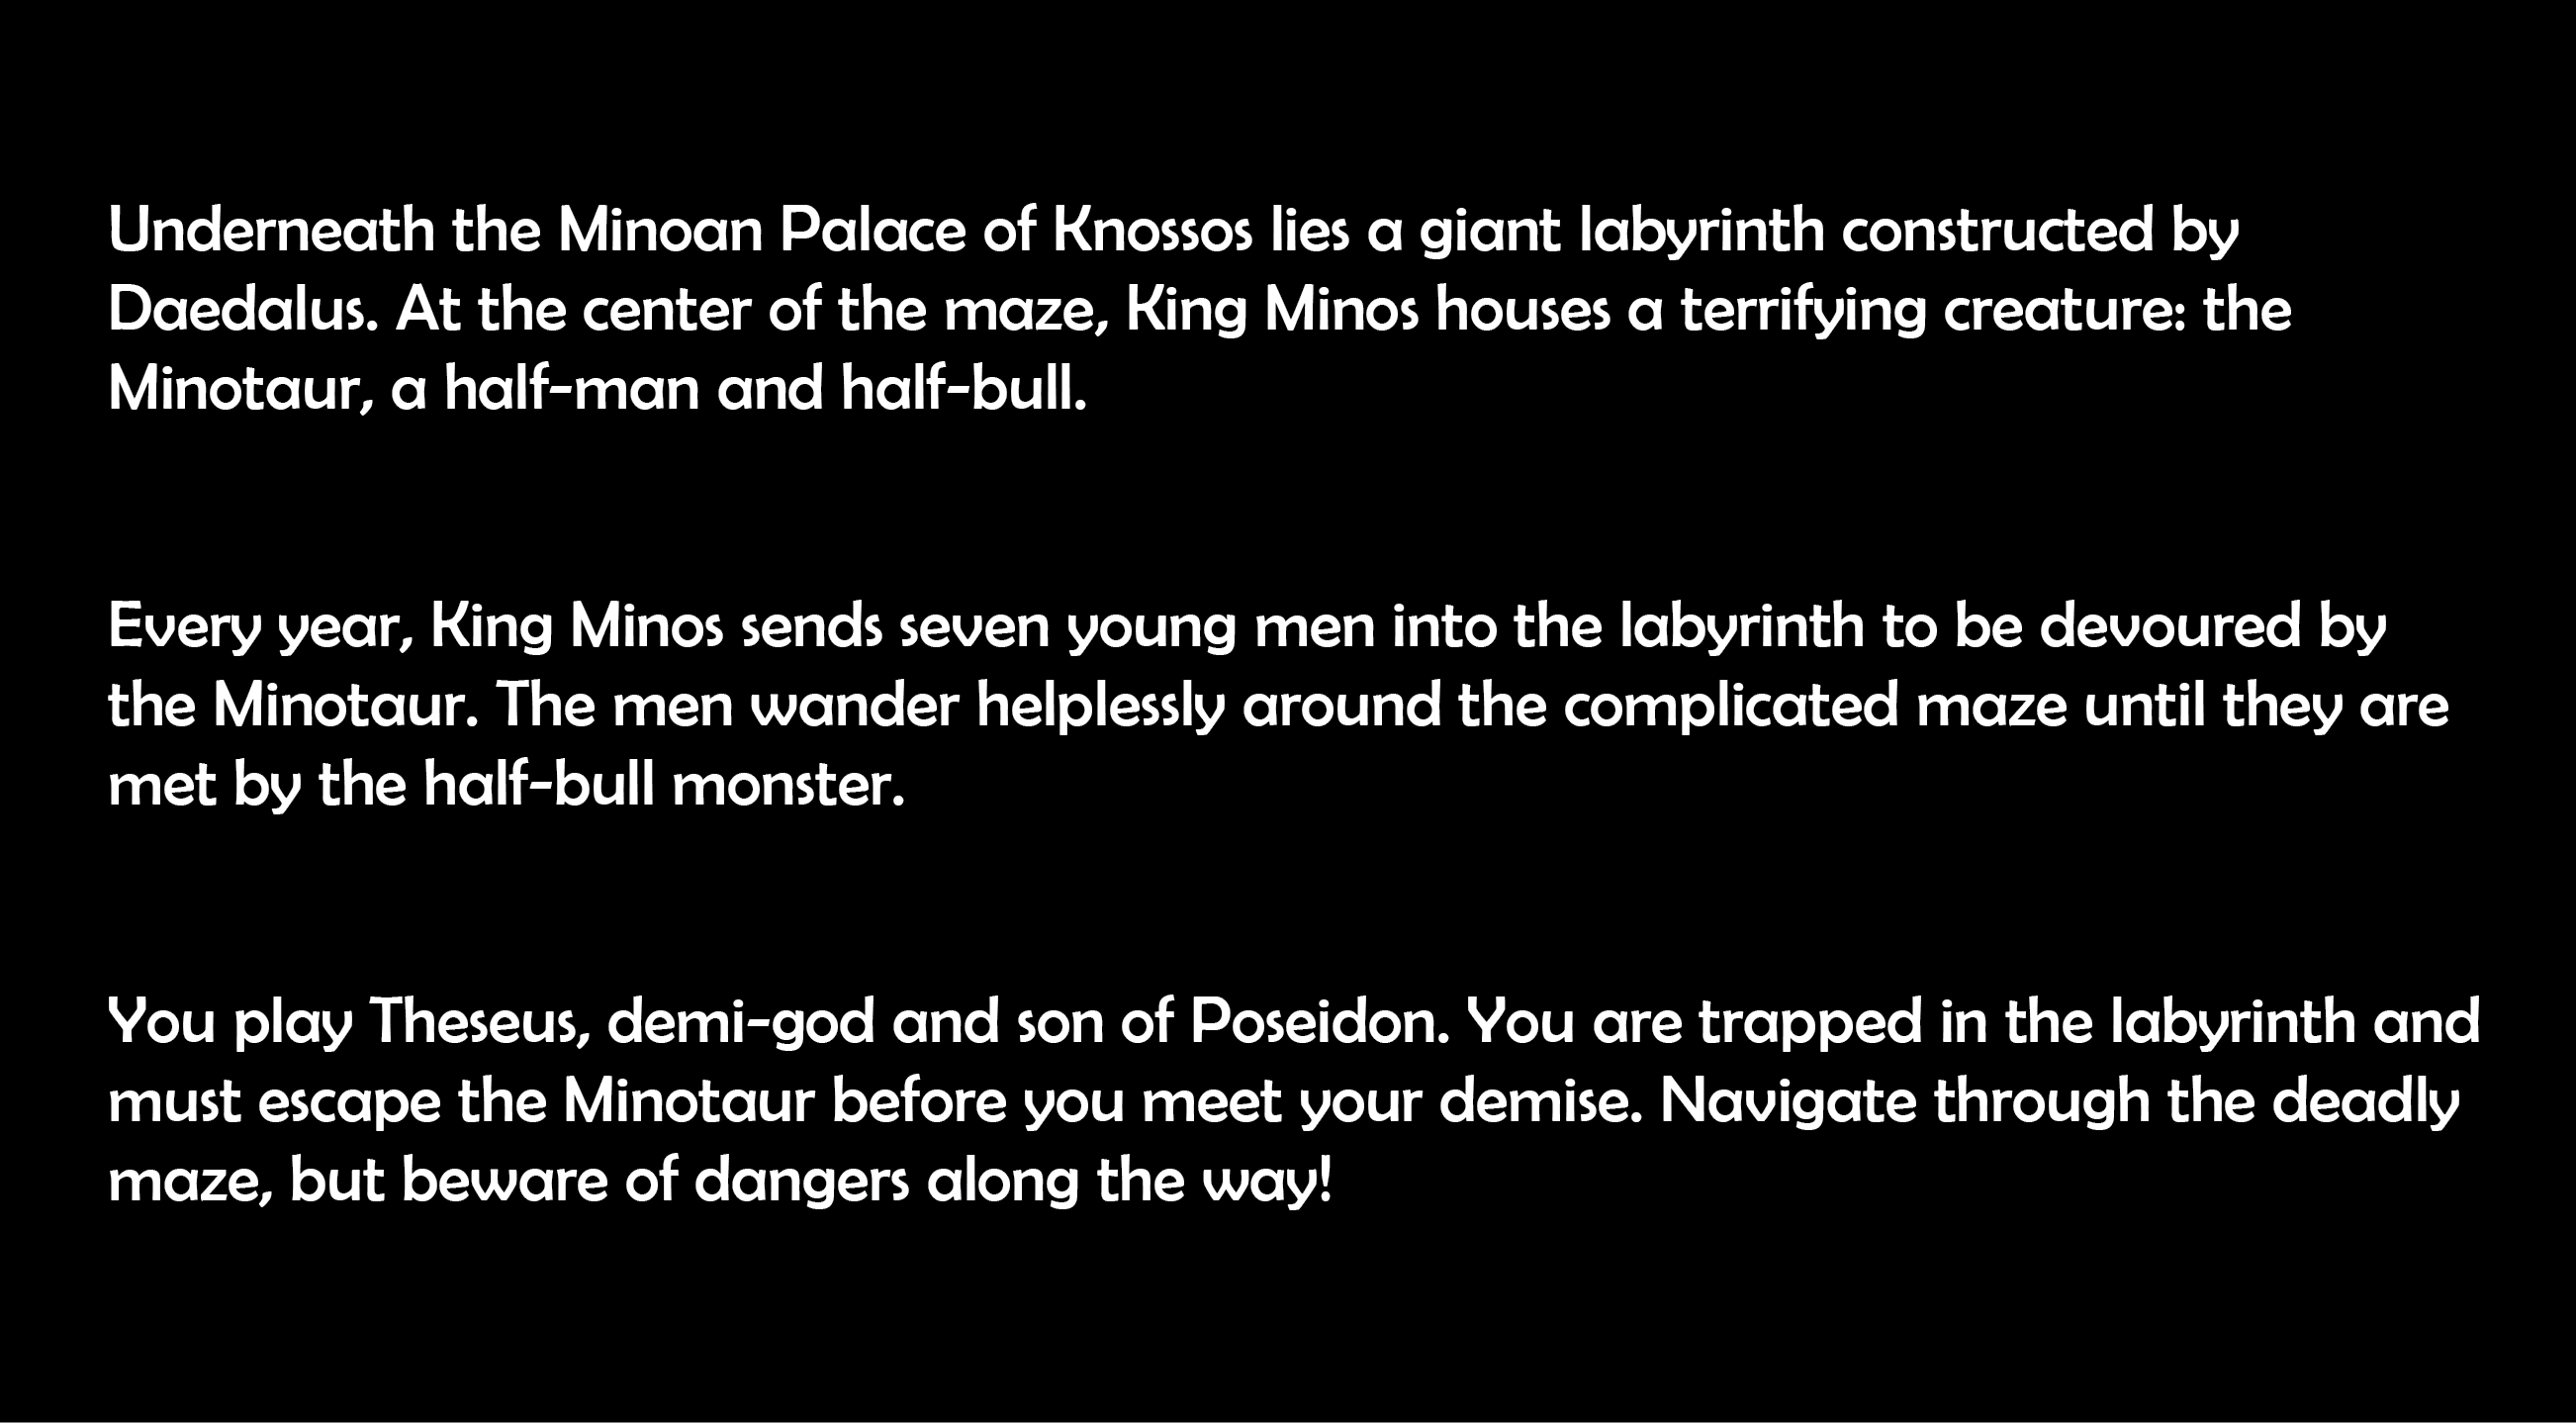 Underneath the Minoan Palace of Knossos lies a giant labyrinth constructed by
Daedalus. At the center of the maze, King Minos houses a terrifying creature: the
Minotaur, a half-man and half-bull.
Every year, King Minos sends seven young men into the labyrinth to be devoured by
the Minotaur. The men wander helplessly around the complicated maze until they are
met by the half-bull monster.
You play Theseus, demi-god and son of Poseidon. You are trapped in the labyrinth and
must escape the Minotaur before you meet your demise. Navigate through the deadly
maze, but beware of dangers along the way!